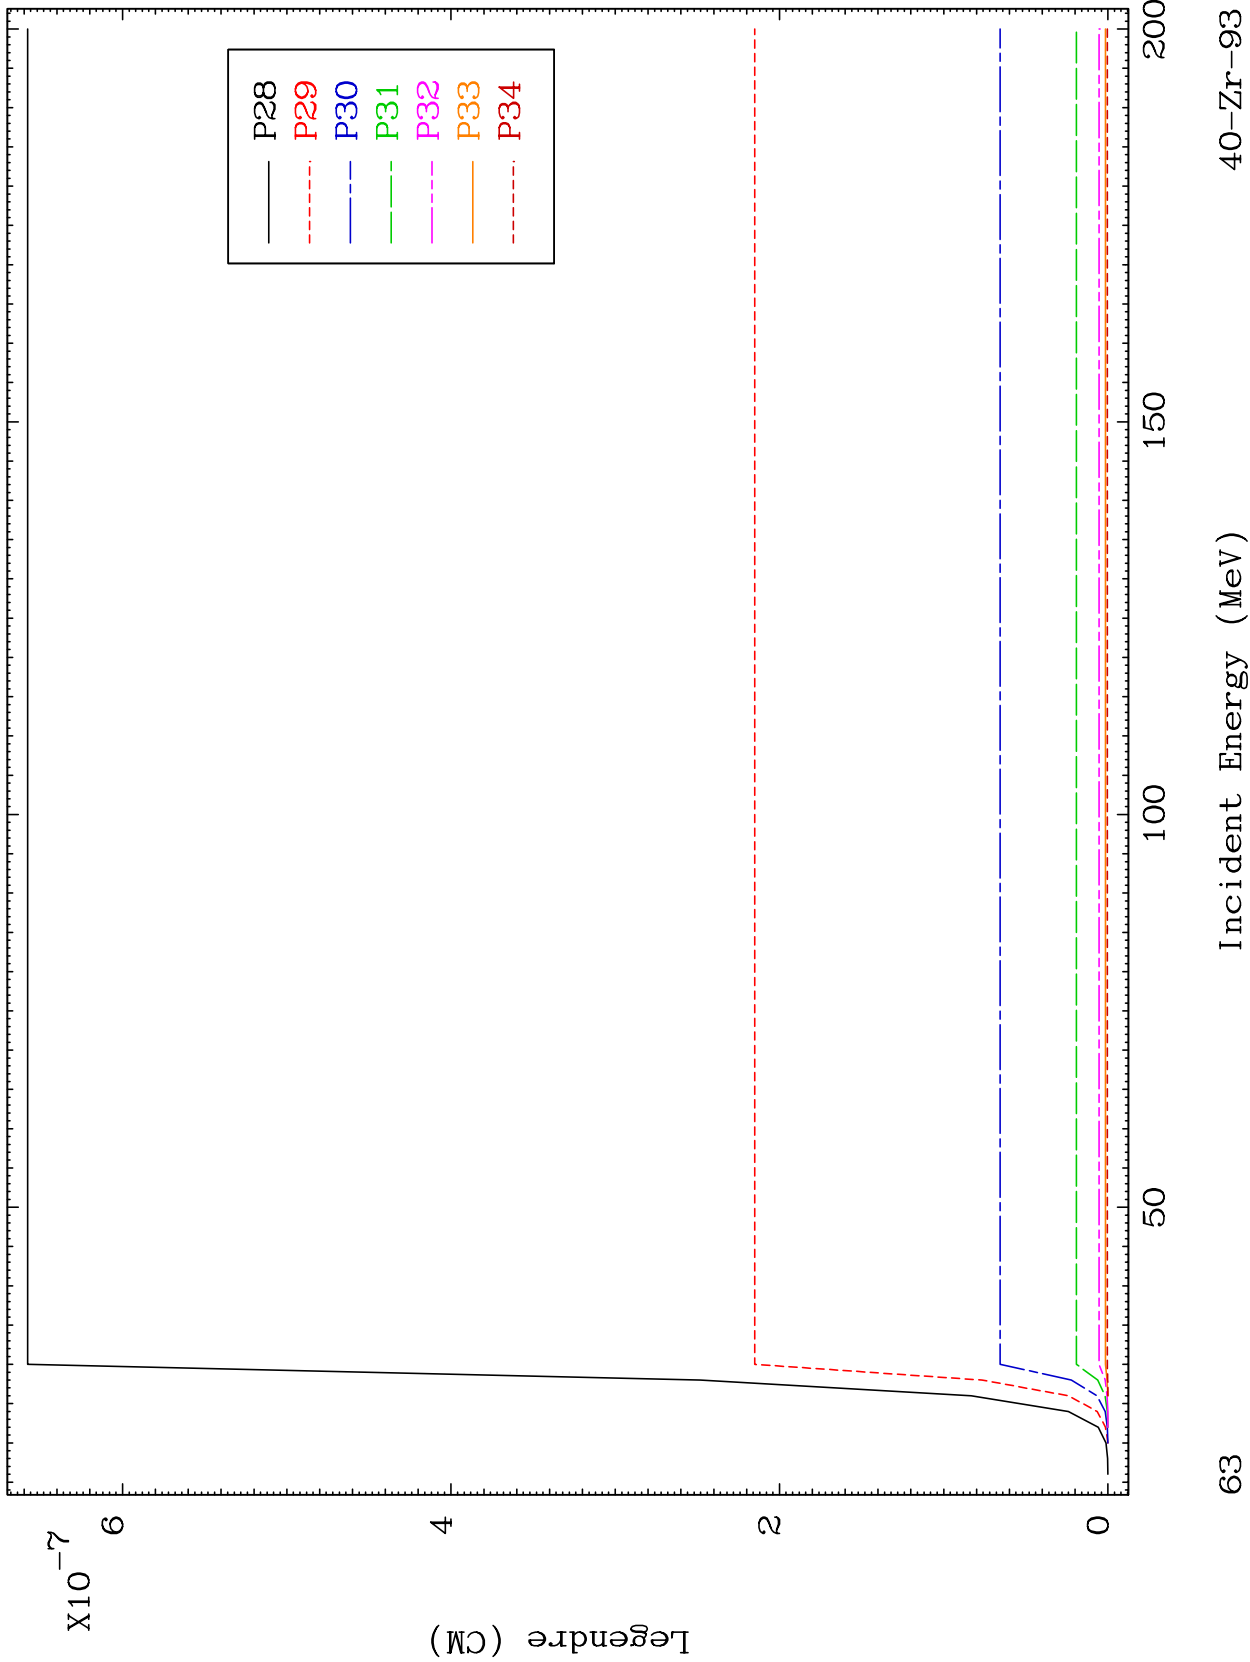 X10-7
6
4
2
0
Legendre (CM)
P28
P29
P30
P31
P32
P33
P34
50
100
150
200
63
Incident Energy (MeV)
40-Zr-93